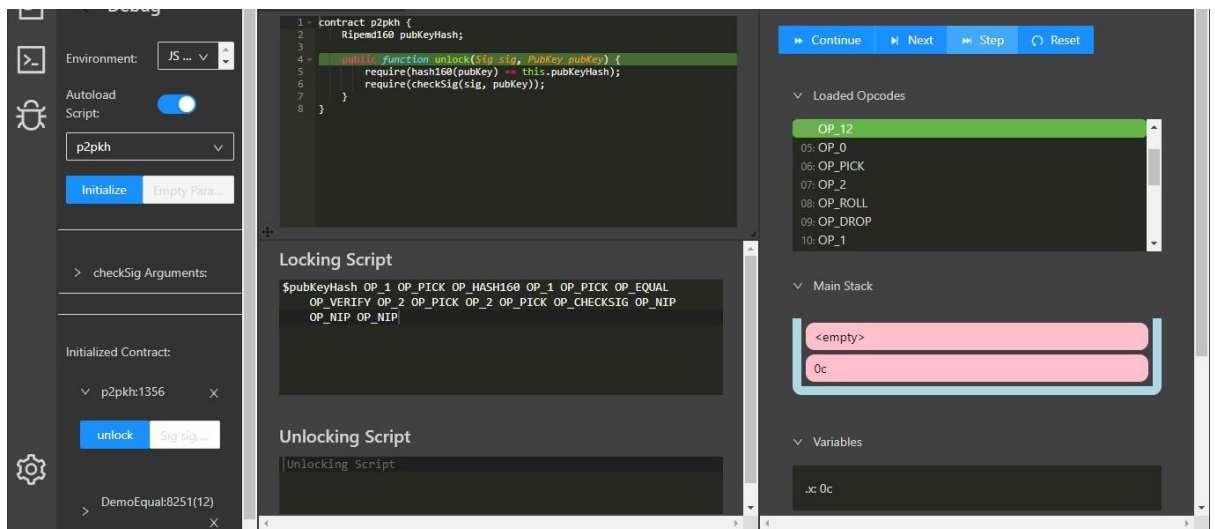 Debug
Environment:
JS ...
Autoload
Script:
p2pkh
Initialize
Empty Para...
> checkSig Arguments:
Initialized Contract:
p2pkh:1356
X
unlock
Sig sig,...
DemoEqual:8251(12)
X
1 contract p2pkh {
2 Ripemd160 pubKeyHash;
3
4 public function unlock(Sig sig, PubKey pubKey) {
5 require(hash160(pubKey) == this.pubKeyHash);
6 require(checkSig(sig, pubKey));
7 }
8 }
Locking Script
$pubKeyHash OP_1 OP_PICK OP_HASH160 OP_1 OP_PICK OP_EQUAL
OP_VERIFY OP_2 OP_PICK OP_2 OP_PICK OP_CHECKSIG OP_NIP
OP_NIP OP_NIP
Unlocking Script
Unlocking Script
Continue
Next
Step
Reset
Loaded Opcodes
OP_12
05: OP_0
06: OP_PICK
07: OP_2
08: OP_ROLL
09: OP_DROP
10: OP_1
Main Stack
<empty>
0c
Variables
.x: 0c